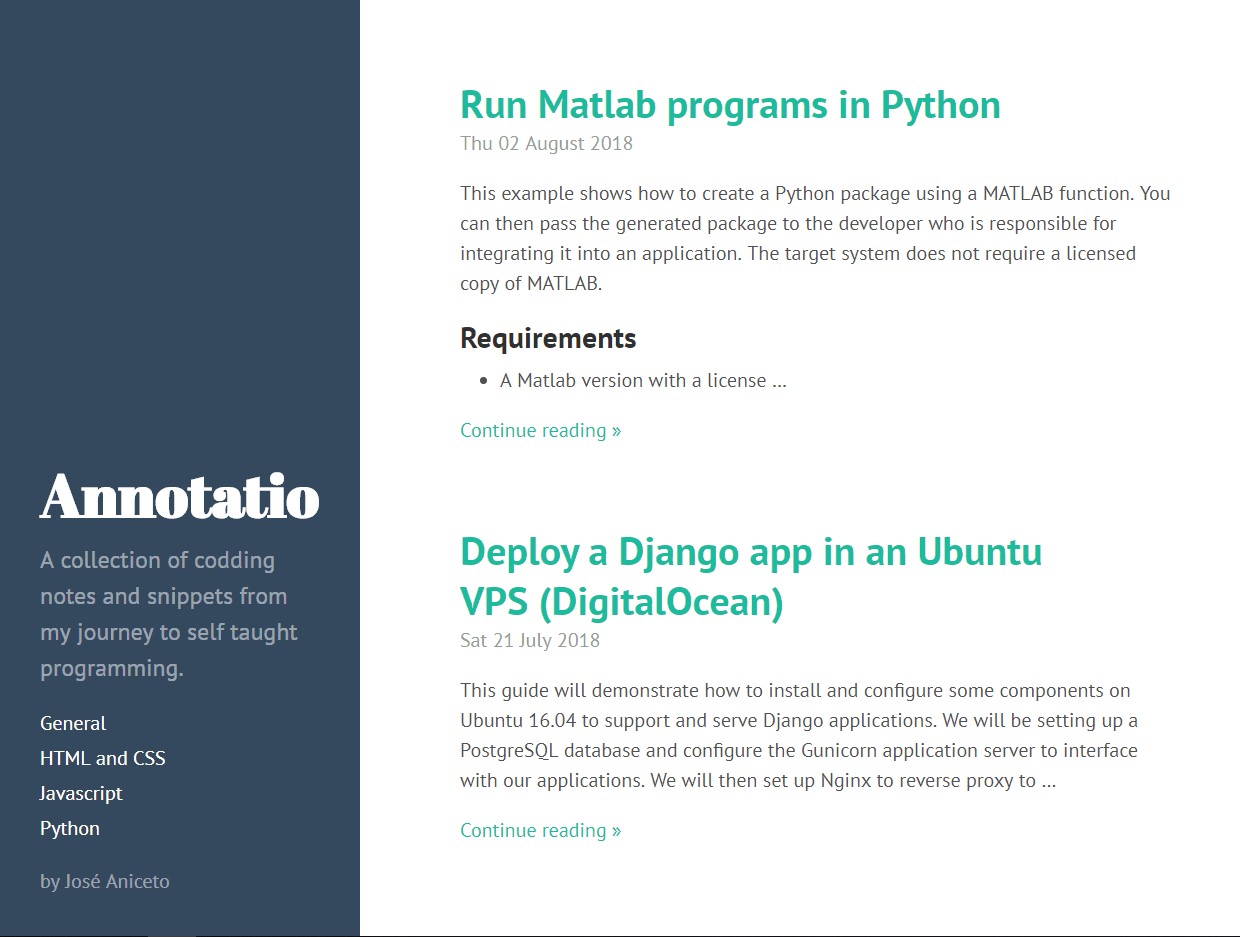 Annotatio
A collection of codding
notes and snippets from
my journey to self taught
programming.
General
HTML and CSS
Javascript
Python
by José Aniceto
Run Matlab programs in Python
Thu 02 August 2018
This example shows how to create a Python package using a MATLAB function. You
can then pass the generated package to the developer who is responsible for
integrating it into an application. The target system does not require a licensed
copy of MATLAB.
Requirements
• A Matlab version with a license …
Continue reading »
Deploy a Django app in an Ubuntu
VPS (DigitalOcean)
Sat 21 July 2018
This guide will demonstrate how to install and configure some components on
Ubuntu 16.04 to support and serve Django applications. We will be setting up a
PostgreSQL database and configure the Gunicorn application server to interface
with our applications. We will then set up Nginx to reverse proxy to …
Continue reading »